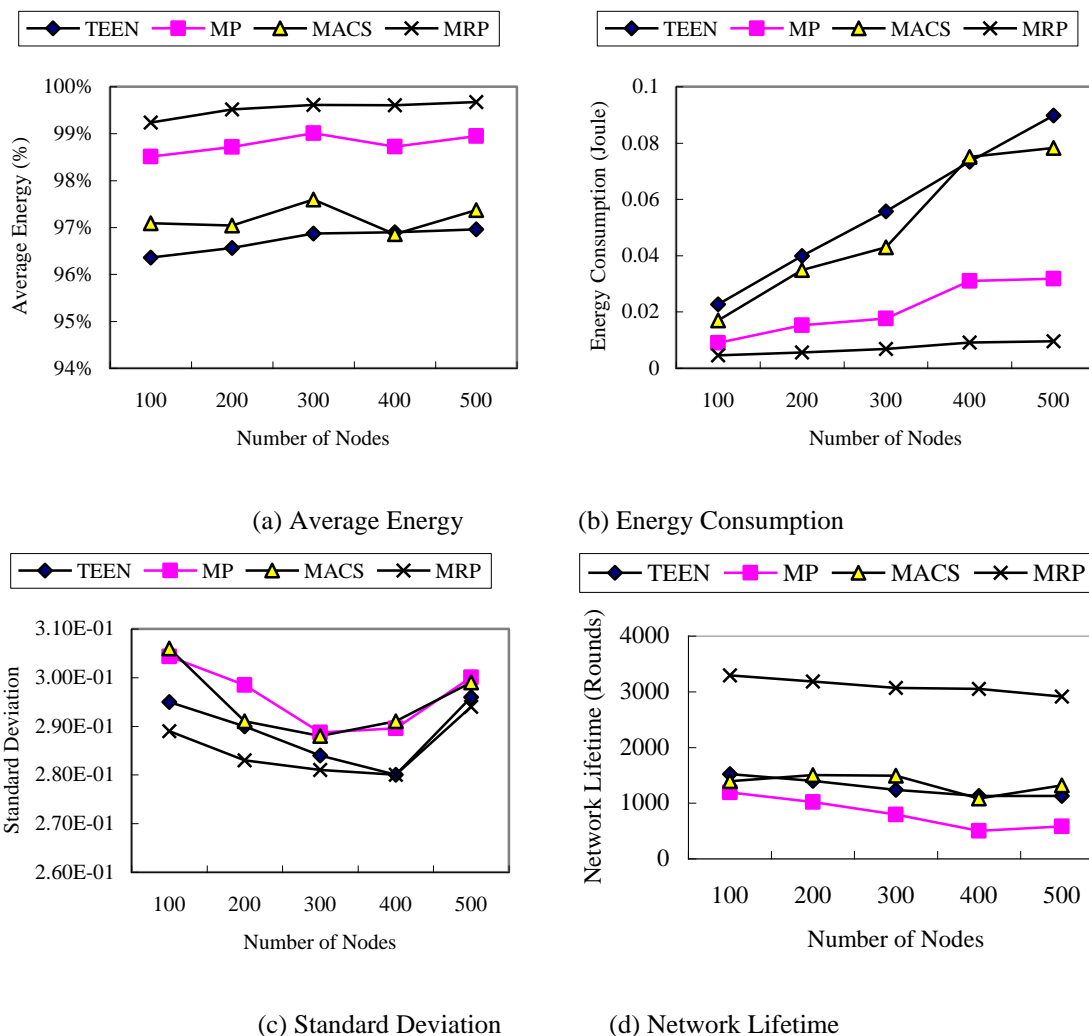 TEEN MP MACS MRP
Average Energy (%)
100%
99%
98%
97%
96%
95%
94%
100 200 300 400 500
Number of Nodes
TEEN MP MACS MRP
Energy Consumption (Joule)
0.1
0.08
0.06
0.04
0.02
0
100 200 300 400 500
Number of Nodes
(a) Average Energy
(b) Energy Consumption
TEEN MP MACS MRP
Standard Deviation
3.10E-01
3.00E-01
2.90E-01
2.80E-01
2.70E-01
2.60E-01
100 200 300 400 500
Number of Nodes
TEEN MP MACS MRP
Network Lifetime (Rounds)
4000
3000
2000
1000
0
100 200 300 400 500
Number of Nodes
(c) Standard Deviation
(d) Network Lifetime